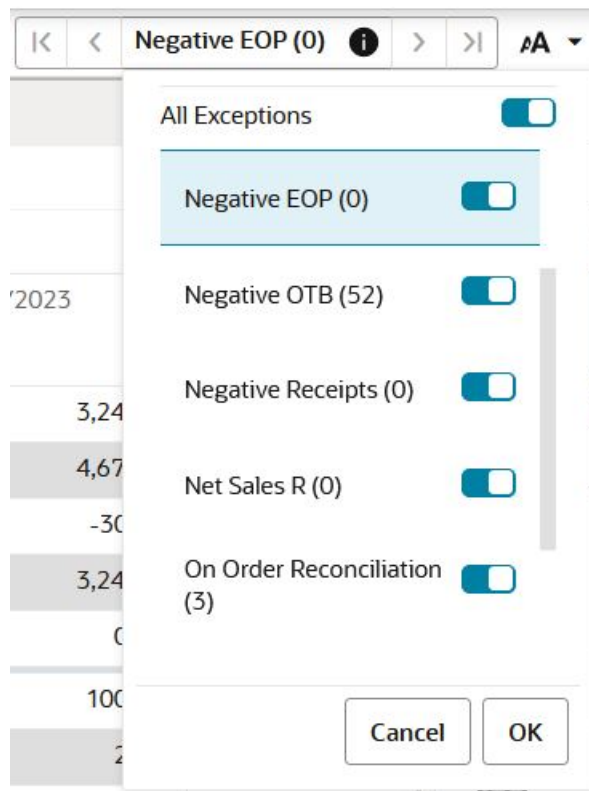 Negative EOP (0)
All Exceptions
Negative EOP (0)
Negative OTB (52)
Negative Receipts (0)
Net Sales R (0)
On Order Reconciliation
(3)
Cancel OK
/2023
3,24
4,67
-30
3,24
0
100
2